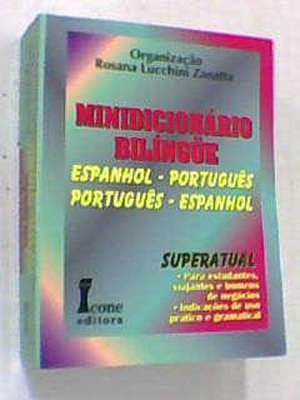 Organização
Rosana Lucchini Zanatta
MINIDICIONÁRIO
BILÍNGÜE
ESPANHOL - PORTUGUÊS
PORTUGUÊS - ESPANHOL
SUPERATUAL
• Para estudantes,
viajantes e homens
de negócios
• Indicações de uso
prático e gramatical
Ícone
editora